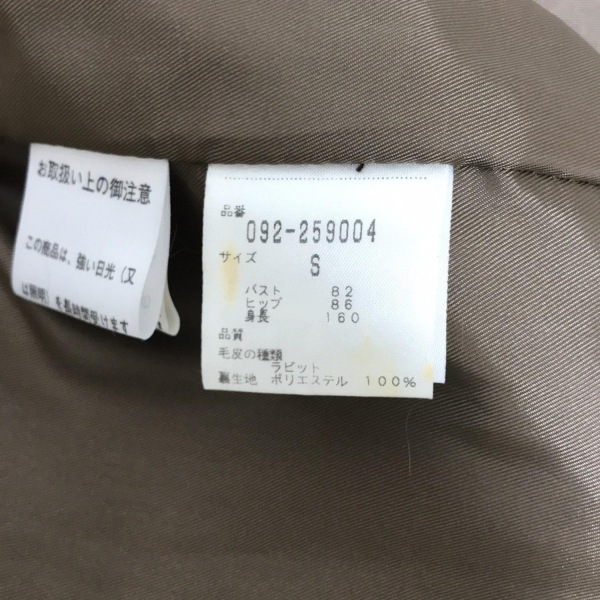 お取扱い上の御注意
この商品は、強い日光（又
は照明）を長時間受けます
品番
092-259004
サイズ
S
バスト 82
ヒップ 86
身長 160
品質
毛皮の種類
ラビット
裏生地 ポリエステル 100%